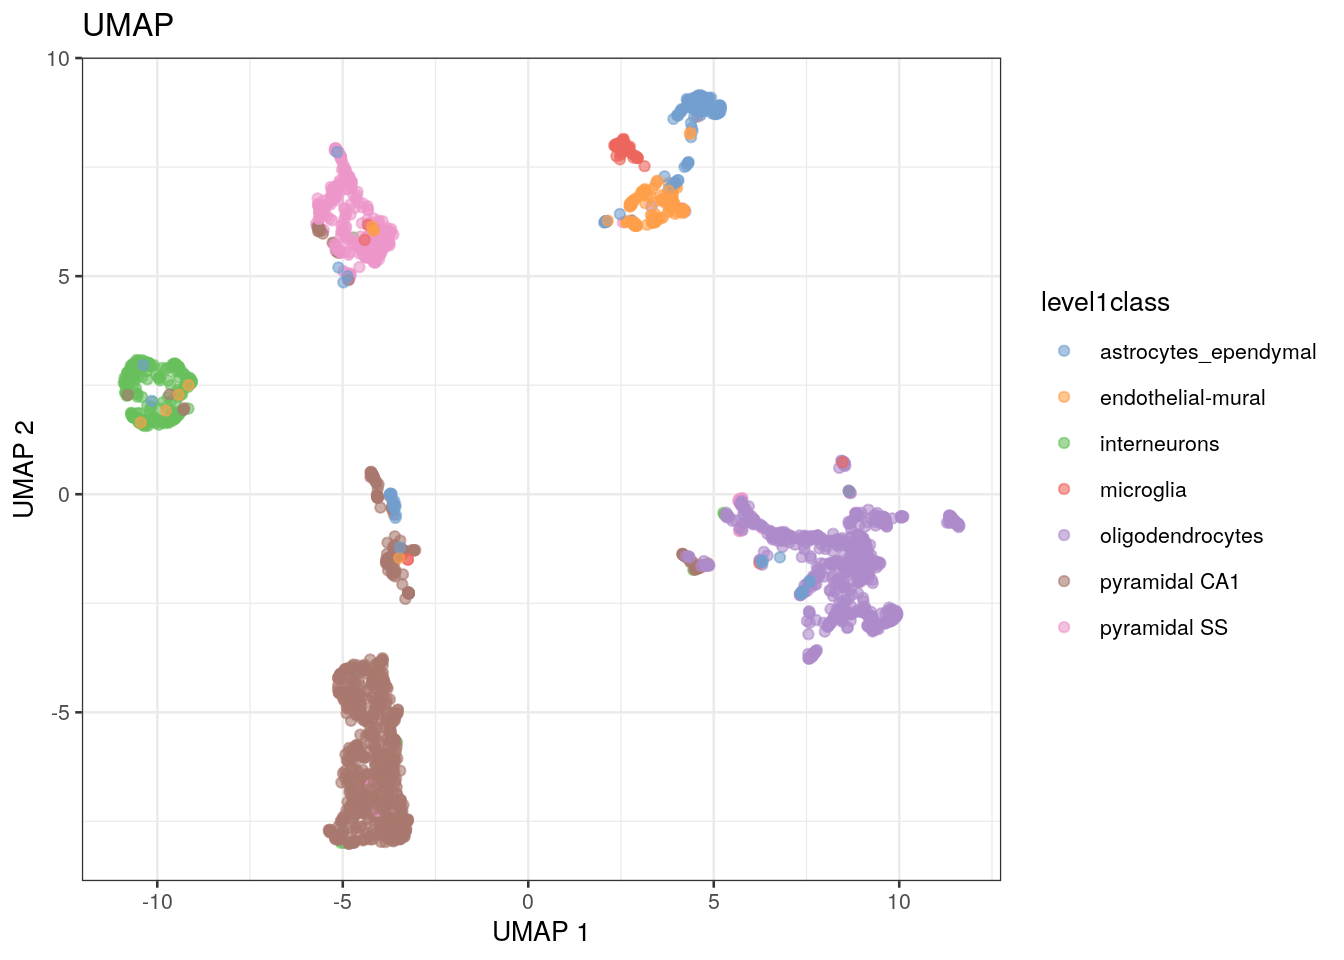 UMAP
10
5
0
-5
UMAP 2
-10
-5
0
5
10
UMAP 1
level1class
astrocytes_ependymal
endothelial-mural
interneurons
microglia
oligodendrocytes
pyramidal CA1
pyramidal SS